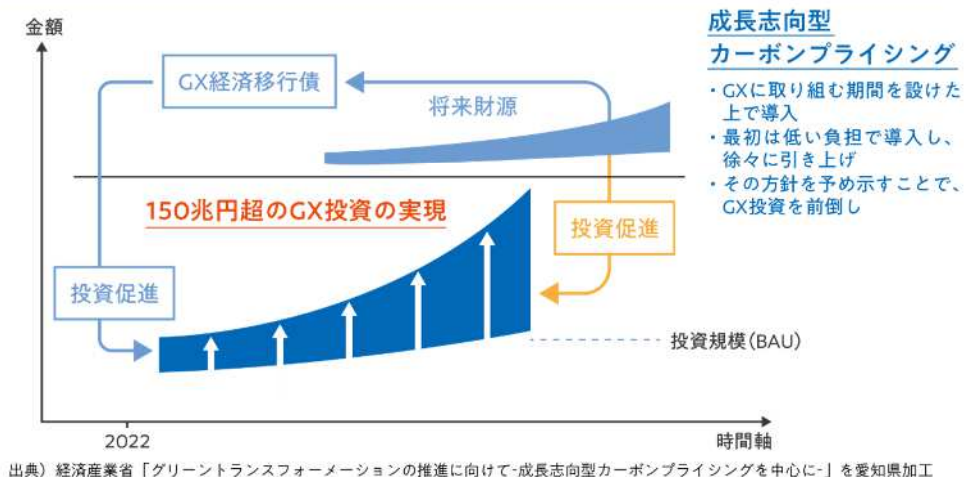 金額
成長志向型
カーボンプライシング
・GXに取り組む期間を設けた
上で導入
・最初は低い負担で導入し、
徐々に引き上げ
・その方針を予め示すことで、
GX投資を前倒し
GX経済移行債
将来財源
150兆円超のGX投資の実現
投資促進
投資促進
投資規模(BAU)
2022
時間軸
出典）経済産業省「グリーントランスフォーメーションの推進に向けて-成長志向型カーボンプライシングを中心に-」を愛知県加工